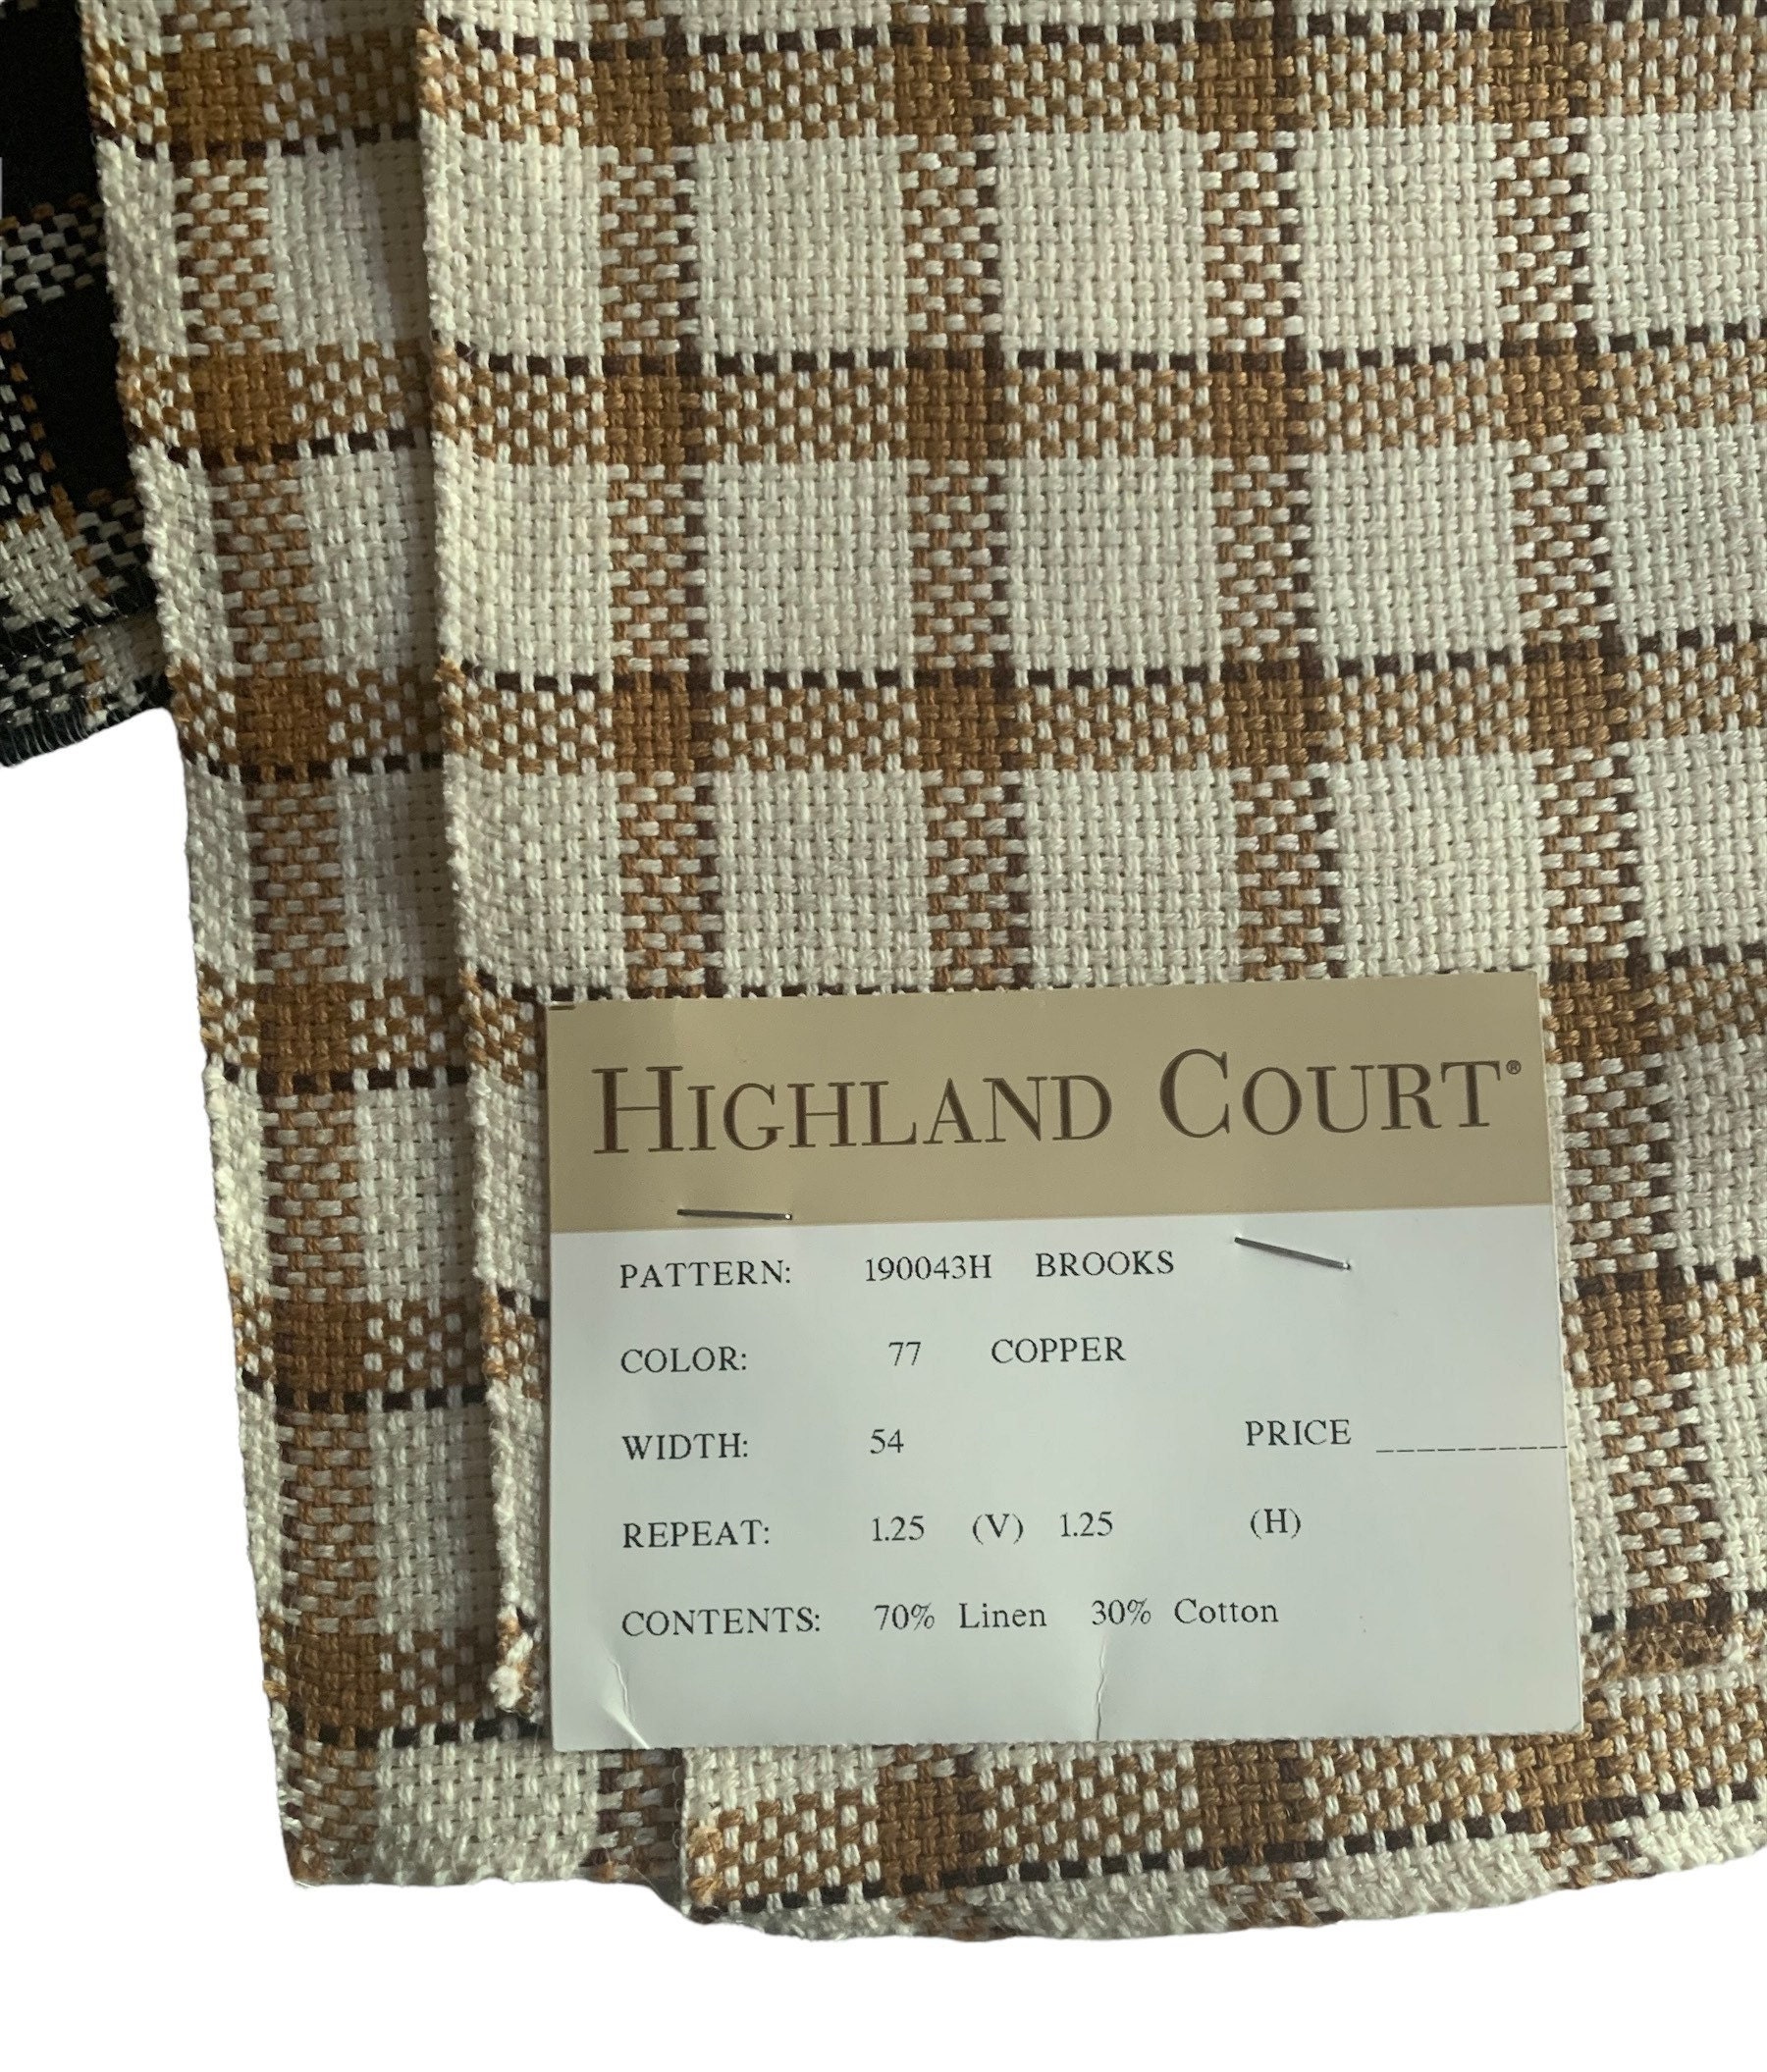 HIGHLAND COURT®
PATTERN: 190043H BROOKS
COLOR: 77 COPPER
WIDTH: 54 PRICE __________
REPEAT: 1.25 (V) 1.25 (H)
CONTENTS: 70% Linen 30% Cotton